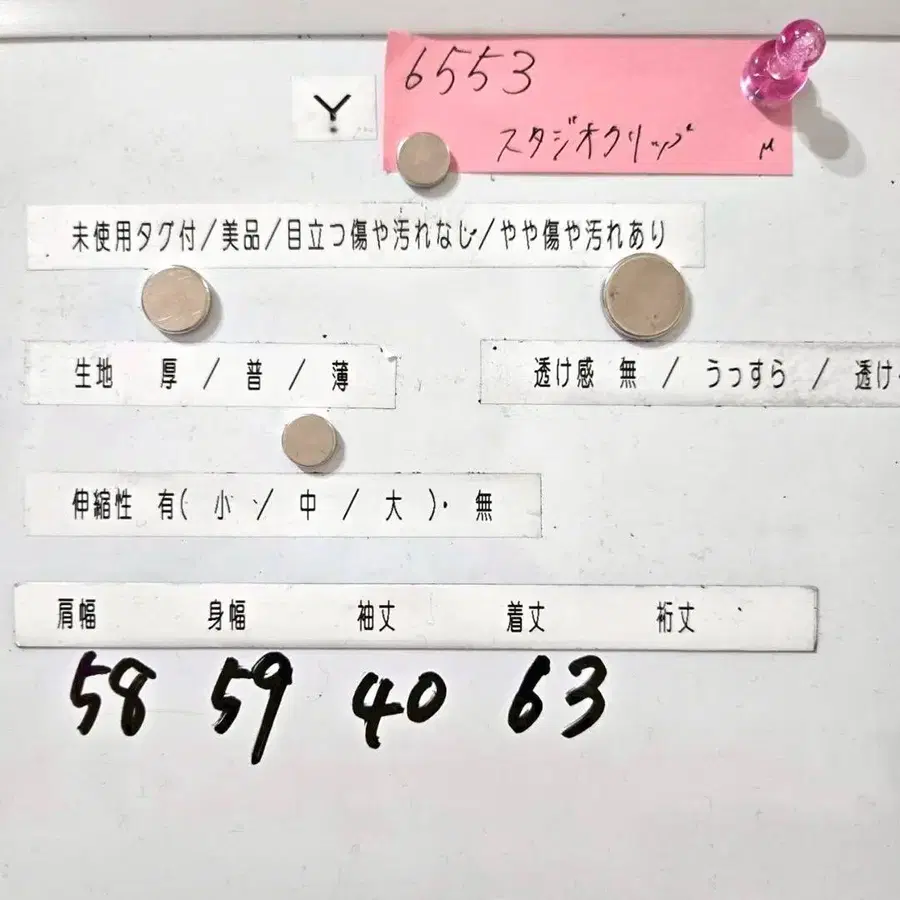 6553
Y
スタジオクリップ M
未使用タグ付/美品/目立つ傷や汚れなし/やや傷や汚れあり
生地 厚 / 普 / 薄
透け感 無 / うっすら / 透け
伸縮性 有( 小 / 中 / 大 )・ 無
肩幅 身幅 袖丈 着丈 裄丈
58 59 40 63